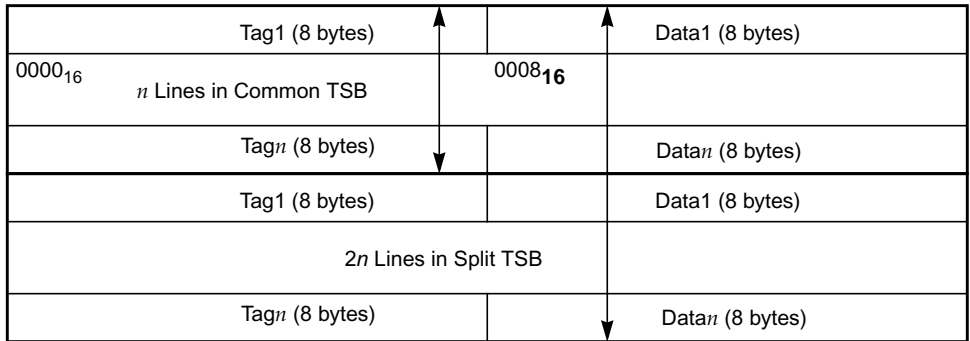 Tag1 (8 bytes) Data1 (8 bytes)
0000₁₆ 0008₁₆
n Lines in Common TSB
Tagn (8 bytes) Datan (8 bytes)
Tag1 (8 bytes) Data1 (8 bytes)
2n Lines in Split TSB
Tagn (8 bytes) Datan (8 bytes)